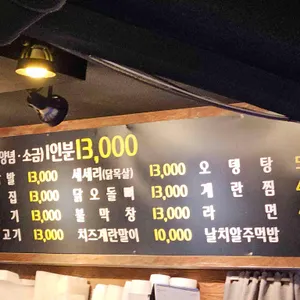 양념·소금)1인분13,000
발 13,000 세세리(닭목살) 13,000 오뎅탕
집 13,000 닭오돌뼈 13,000 계란찜
기 13,000 불막창 13,000 라면
고기 13,000 치즈계란말이 10,000 날치알주먹밥